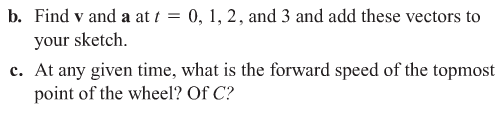 b. Find v and a at t = 0, 1, 2, and 3 and add these vectors to
your sketch.
c. At any given time, what is the forward speed of the topmost
point of the wheel? Of C?